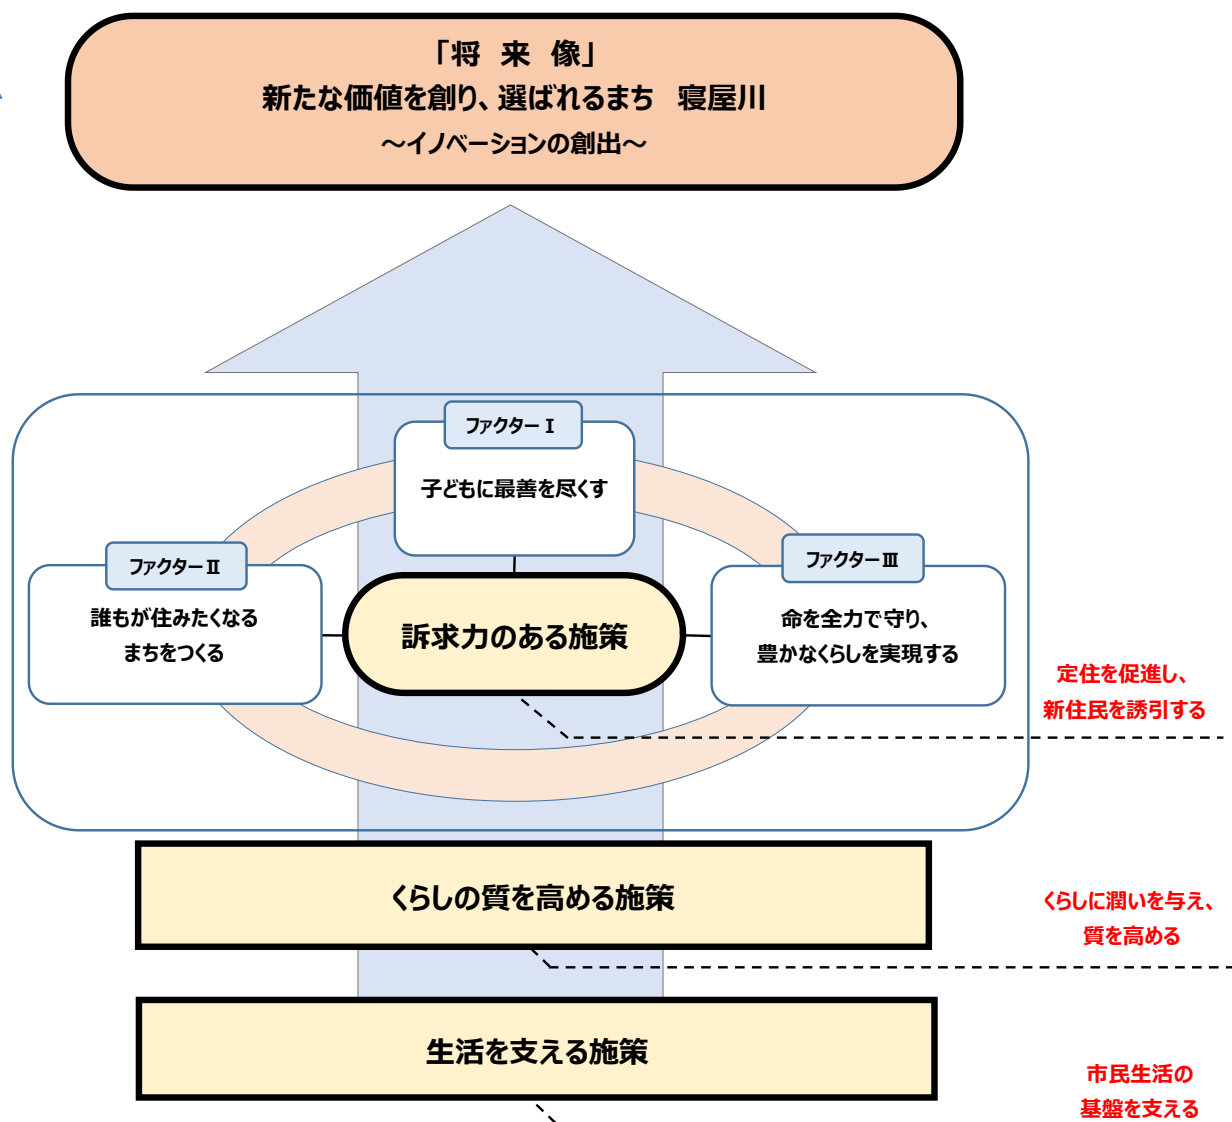 「将 来 像」
新たな価値を創り、選ばれるまち 寝屋川
～イノベーションの創出～
ファクターⅠ
子どもに最善を尽くす
ファクターⅡ
誰もが住みたくなる
まちをつくる
訴求力のある施策
ファクターⅢ
命を全力で守り、
豊かなくらしを実現する
定住を促進し、
新住民を誘引する
くらしの質を高める施策
くらしに潤いを与え、
質を高める
生活を支える施策
市民生活の
基盤を支える